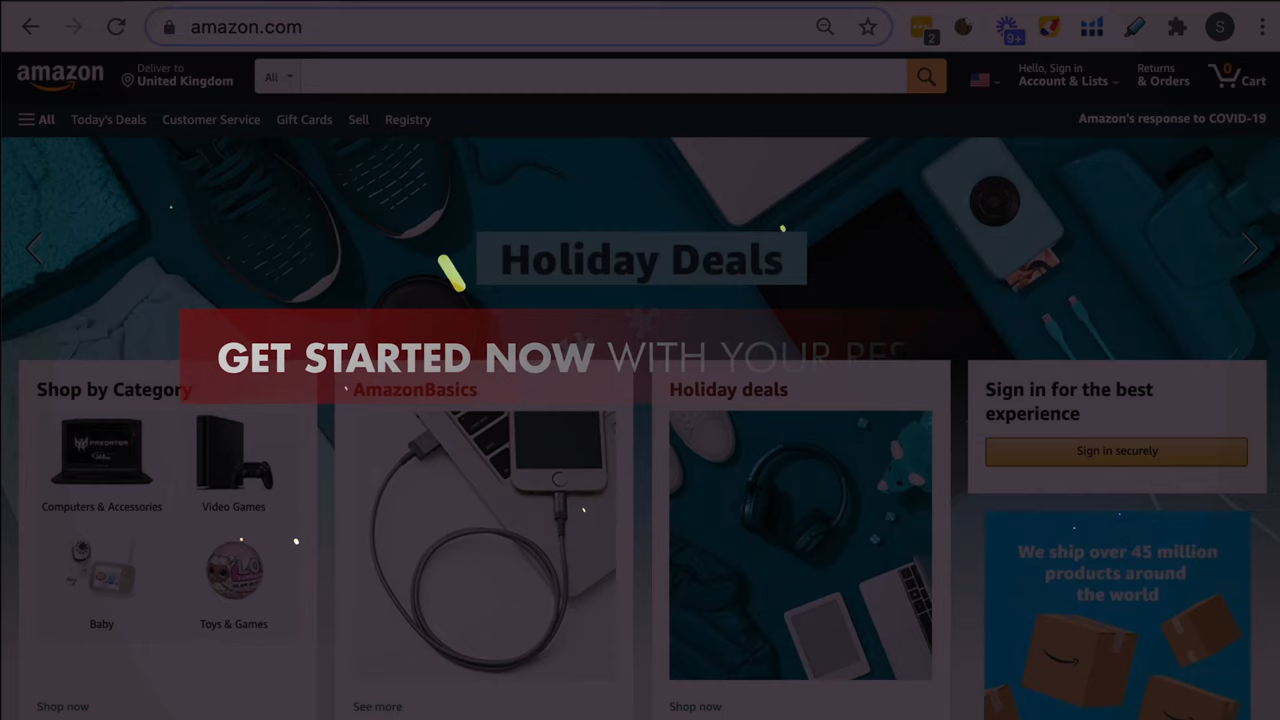 amazon.com
2
9+
S
amazon
Deliver to
United Kingdom
All
Hello, Sign in
Account & Lists
Returns
& Orders
0
Cart
All
Today's Deals
Customer Service
Gift Cards
Sell
Registry
Amazon's response to COVID-19
Holiday Deals
GET STARTED NOW WITH YOUR RES
Shop by Category
AmazonBasics
Holiday deals
Sign in for the best
experience
Sign in securely
PREDATOR
Computers & Accessories
Video Games
L.O.L.
Baby
Toys & Games
We ship over 45 million
products around
the world
Shop now
See more
Shop now